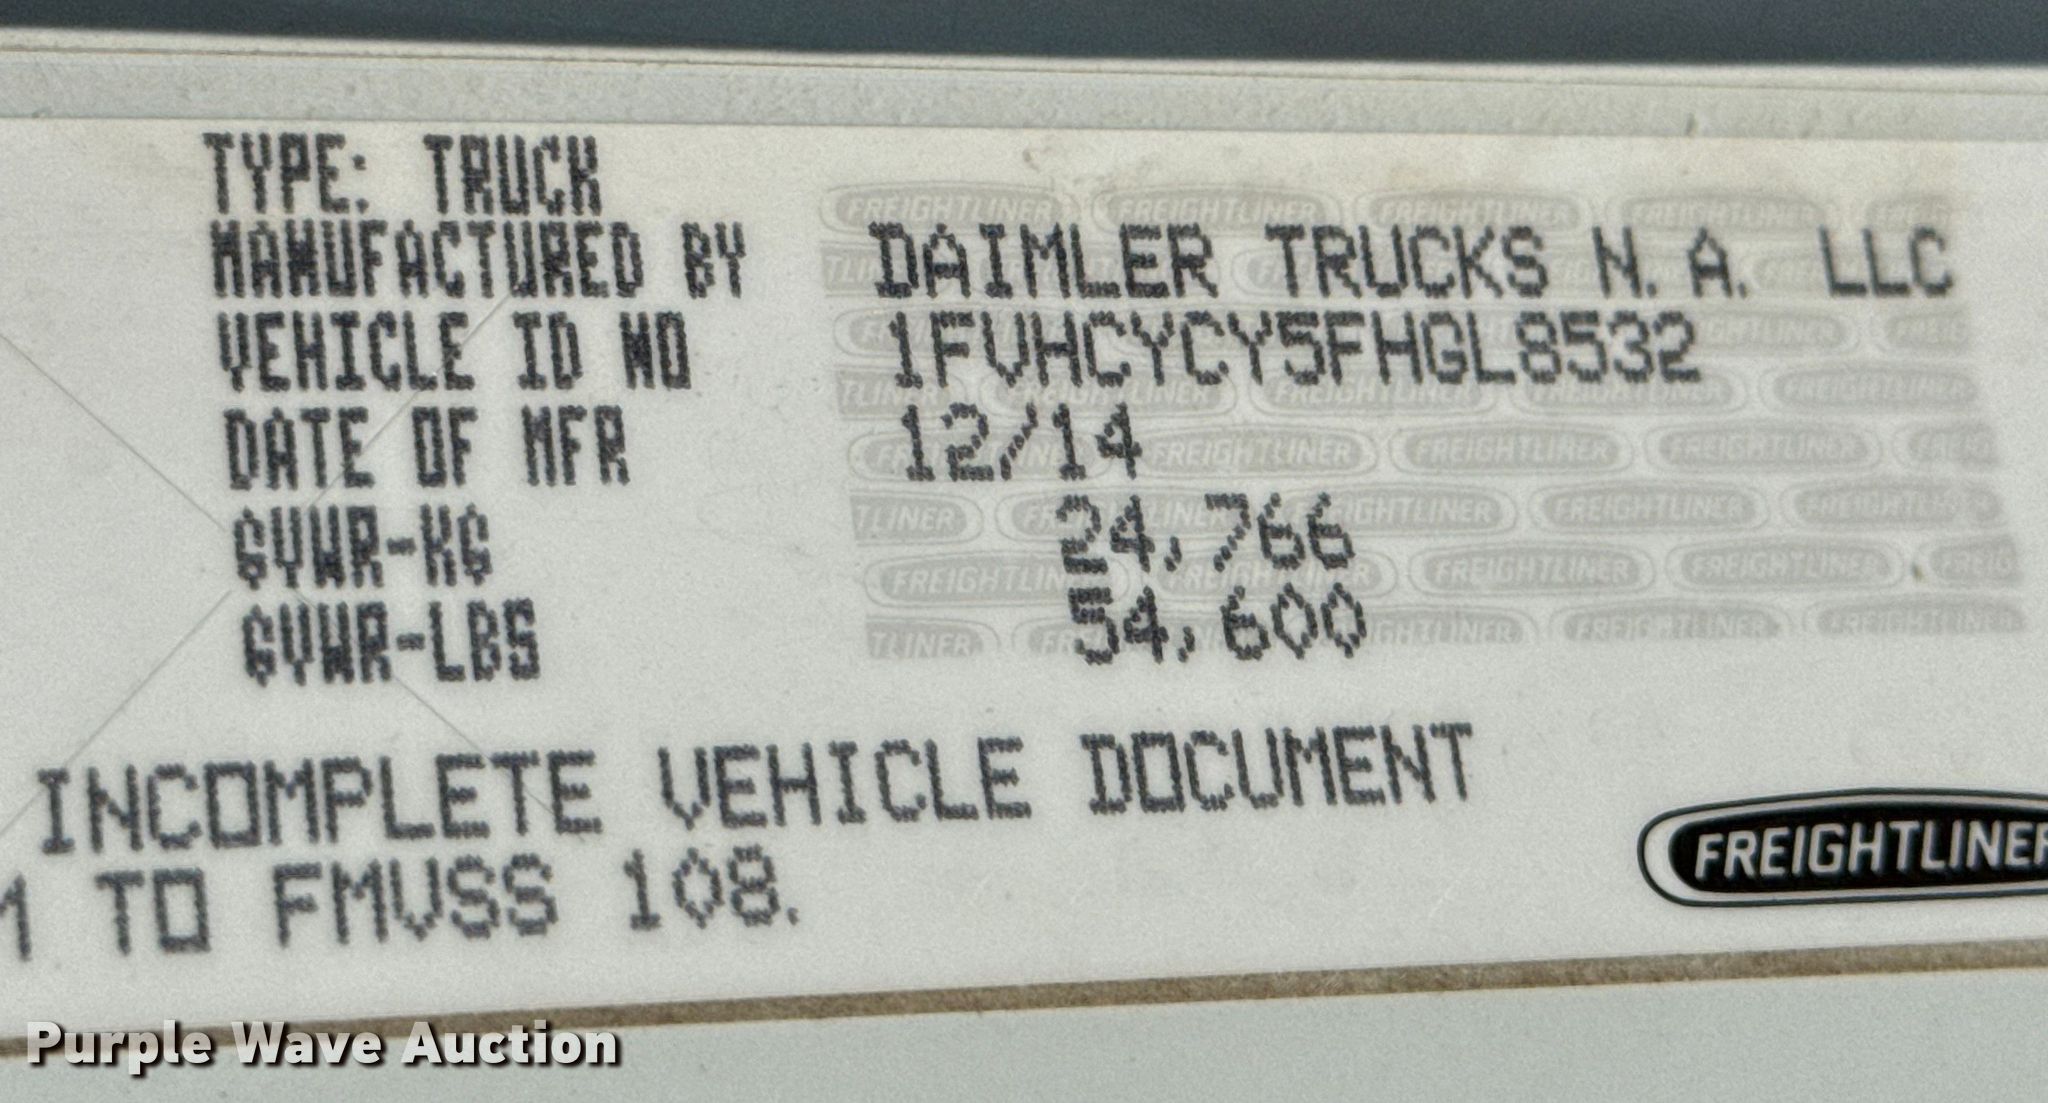 TYPE: TRUCK
MANUFACTURED BY DAIMLER TRUCKS N.A. LLC
VEHICLE ID NO 1FVHCYCY5FHGL8532
DATE OF MFR 12/14
GVWR-KG 24,766
GVWR-LBS 54,600
INCOMPLETE VEHICLE DOCUMENT
M TO FMVSS 108.
FREIGHTLINER
Purple Wave Auction